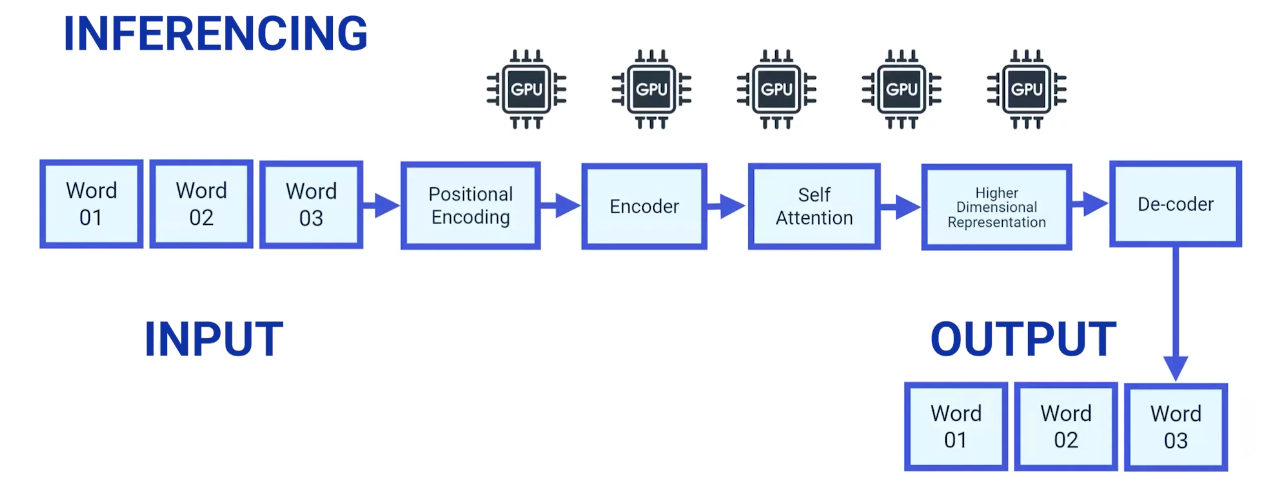 INFERENCING
GPU GPU GPU GPU GPU
Word
01
Word
02
Word
03
Positional
Encoding
Encoder
Self
Attention
Higher
Dimensional
Representation
De-coder
INPUT
OUTPUT
Word
01
Word
02
Word
03